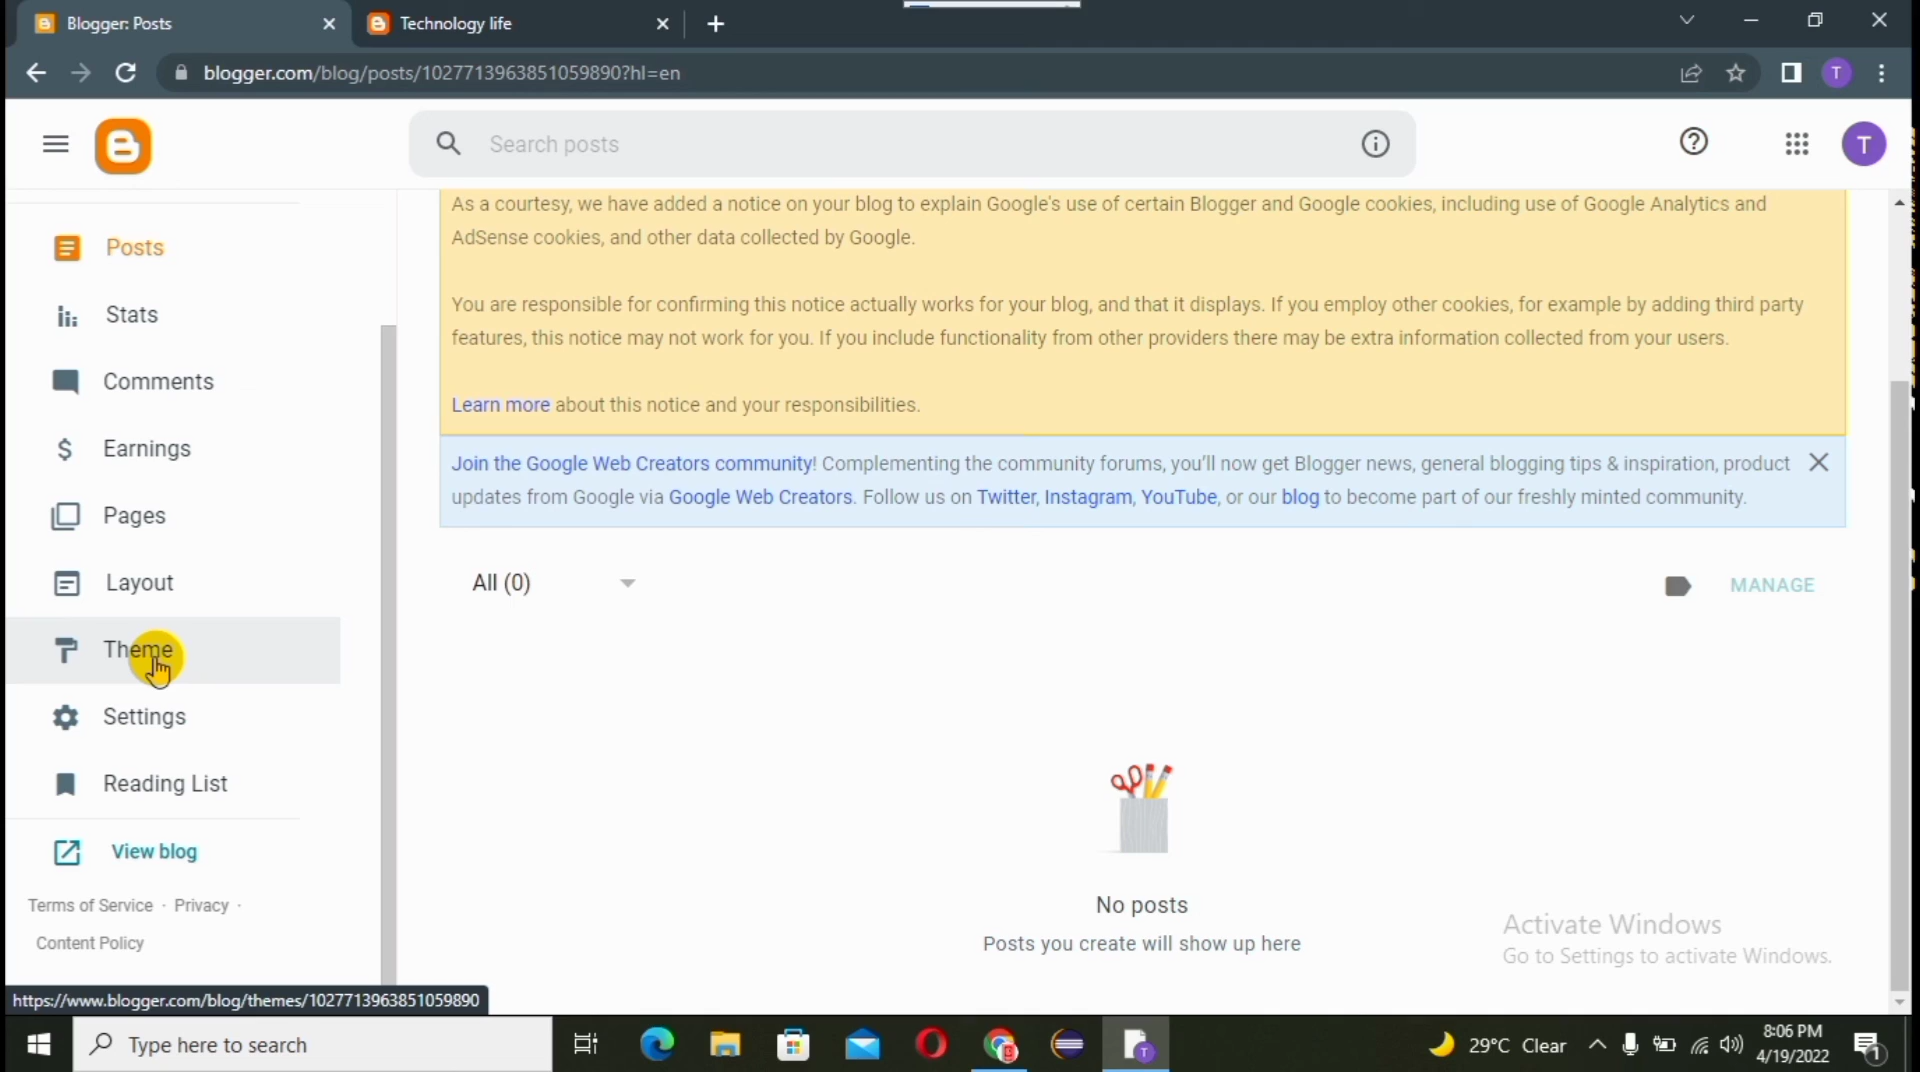 Blogger: Posts
Technology life
blogger.com/blog/posts/1027713963851059890?hl=en
T
Search posts
T
Posts
Stats
Comments
Earnings
Pages
Layout
Theme
Settings
Reading List
View blog
Terms of Service · Privacy ·
Content Policy
https://www.blogger.com/blog/themes/1027713963851059890
As a courtesy, we have added a notice on your blog to explain Google's use of certain Blogger and Google cookies, including use of Google Analytics and
AdSense cookies, and other data collected by Google.
You are responsible for confirming this notice actually works for your blog, and that it displays. If you employ other cookies, for example by adding third party
features, this notice may not work for you. If you include functionality from other providers there may be extra information collected from your users.
Learn more about this notice and your responsibilities.
Join the Google Web Creators community! Complementing the community forums, you'll now get Blogger news, general blogging tips & inspiration, product
updates from Google via Google Web Creators. Follow us on Twitter, Instagram, YouTube, or our blog to become part of our freshly minted community.
All (0)
MANAGE
No posts
Posts you create will show up here
Activate Windows
Go to Settings to activate Windows.
Type here to search
T
29°C Clear
8:06 PM
4/19/2022
1